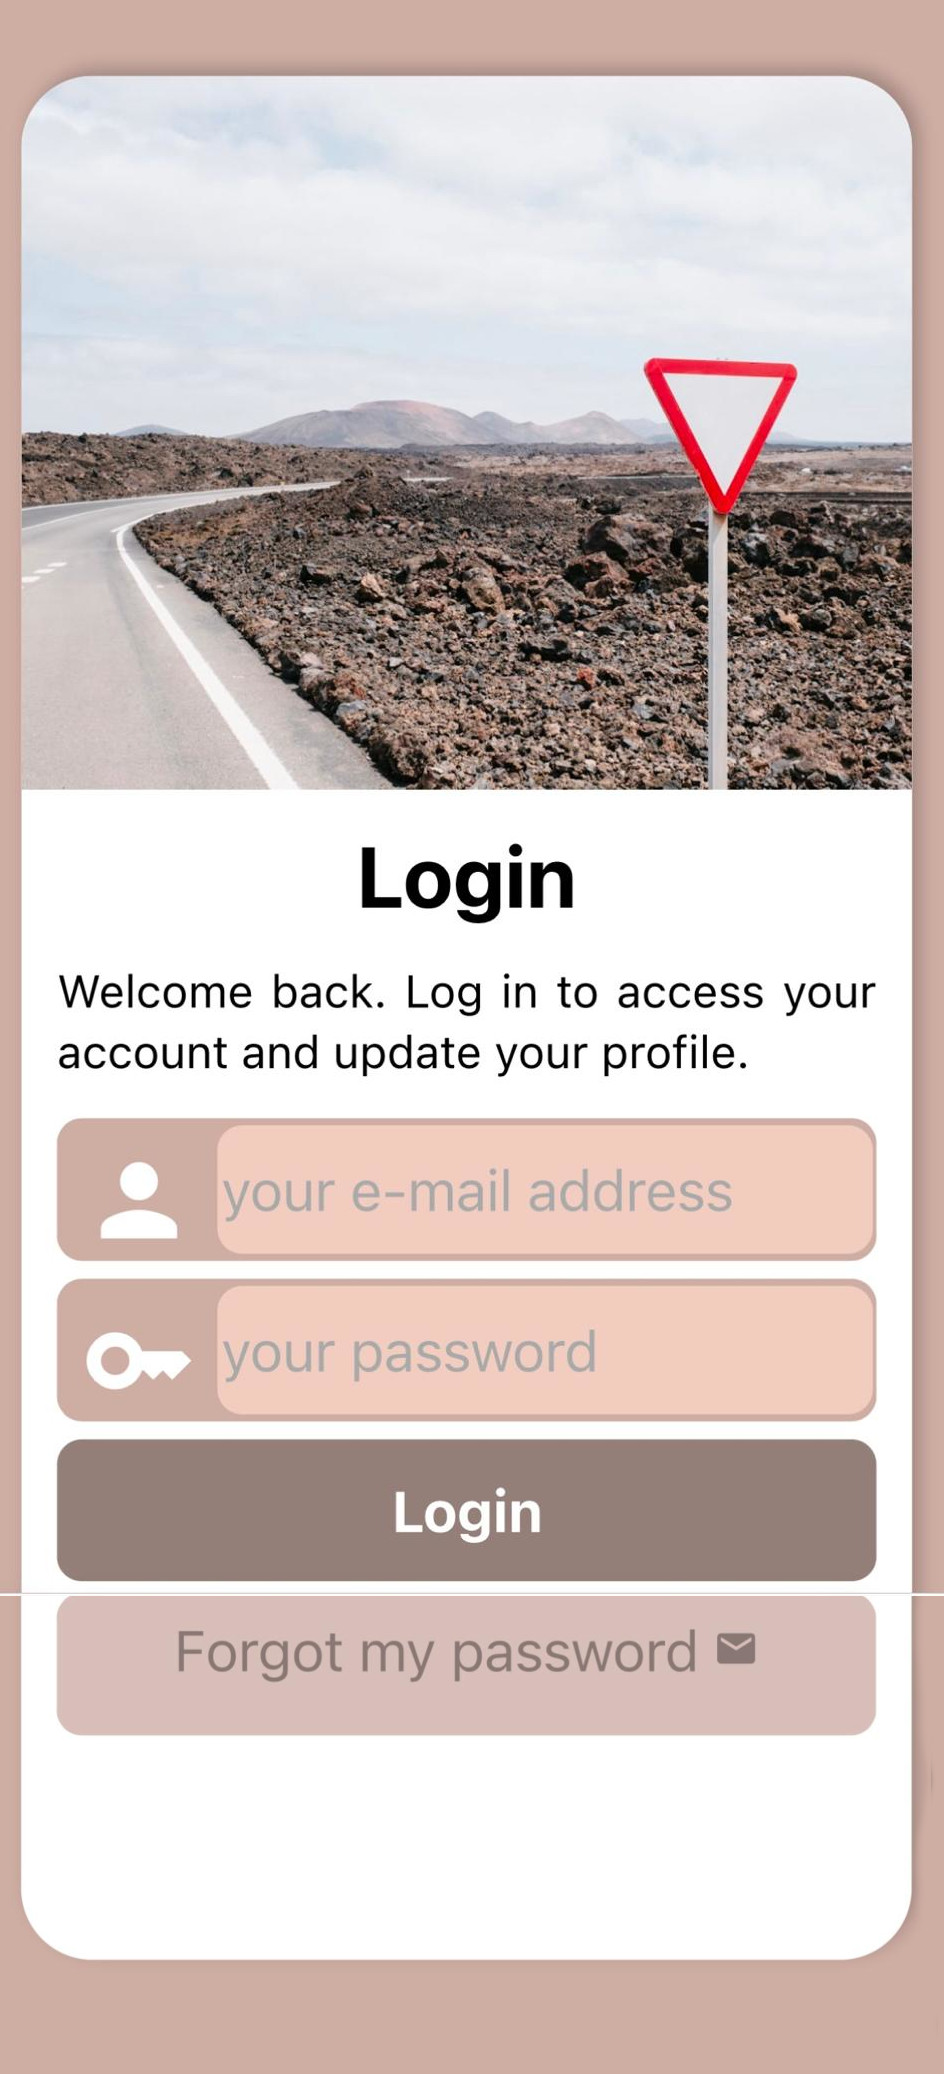 Login
Welcome back. Log in to access your
account and update your profile.
your e-mail address
your password
Login
Forgot my password